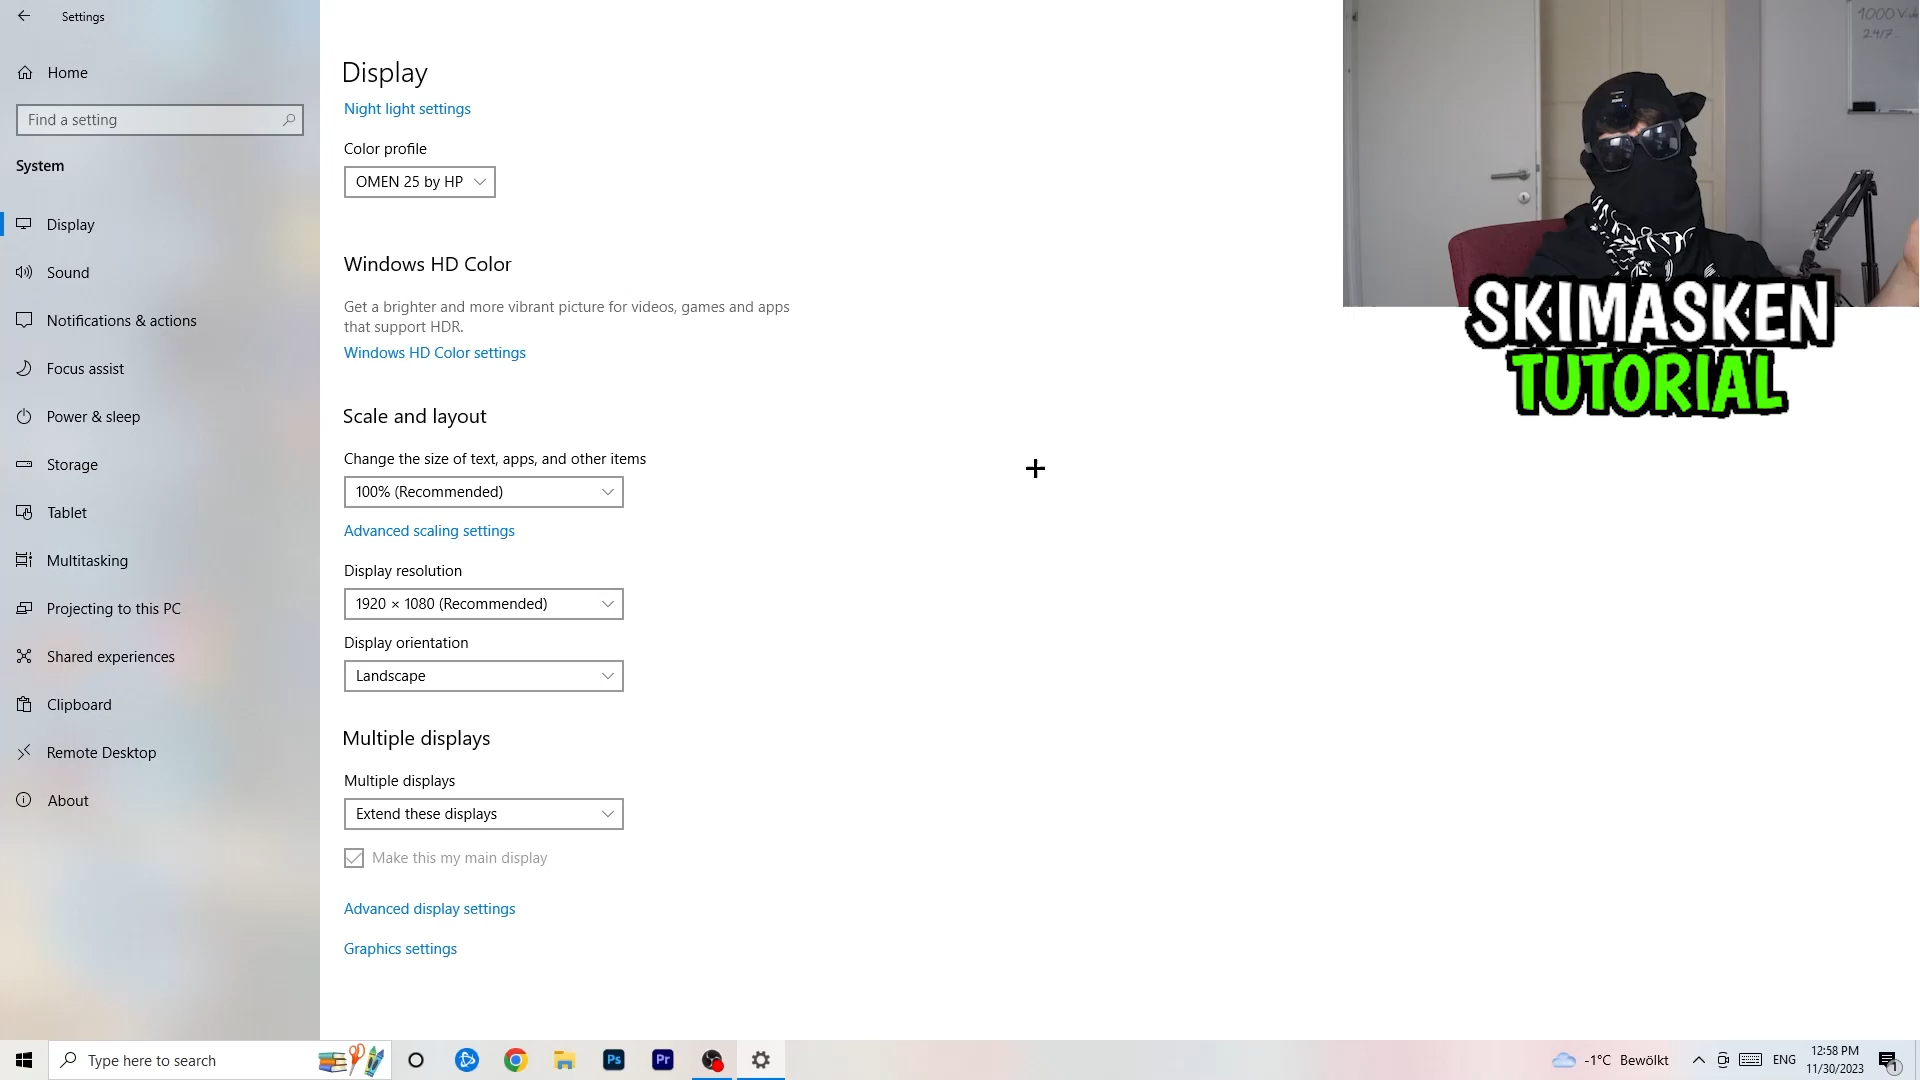 Settings
Home
Find a setting
System
Display
Sound
Notifications & actions
Focus assist
Power & sleep
Storage
Tablet
Multitasking
Projecting to this PC
Shared experiences
Clipboard
Remote Desktop
About
Display
Night light settings
Color profile
OMEN 25 by HP
Windows HD Color
Get a brighter and more vibrant picture for videos, games and apps
that support HDR.
Windows HD Color settings
Scale and layout
Change the size of text, apps, and other items
100% (Recommended)
Advanced scaling settings
Display resolution
1920 × 1080 (Recommended)
Display orientation
Landscape
Multiple displays
Multiple displays
Extend these displays
Make this my main display
Advanced display settings
Graphics settings
1000
24/7
SKIMASKEN
TUTORIAL
Type here to search
Ps
Pr
-1°C Bewölkt
ENG
12:58 PM
11/30/2023
1